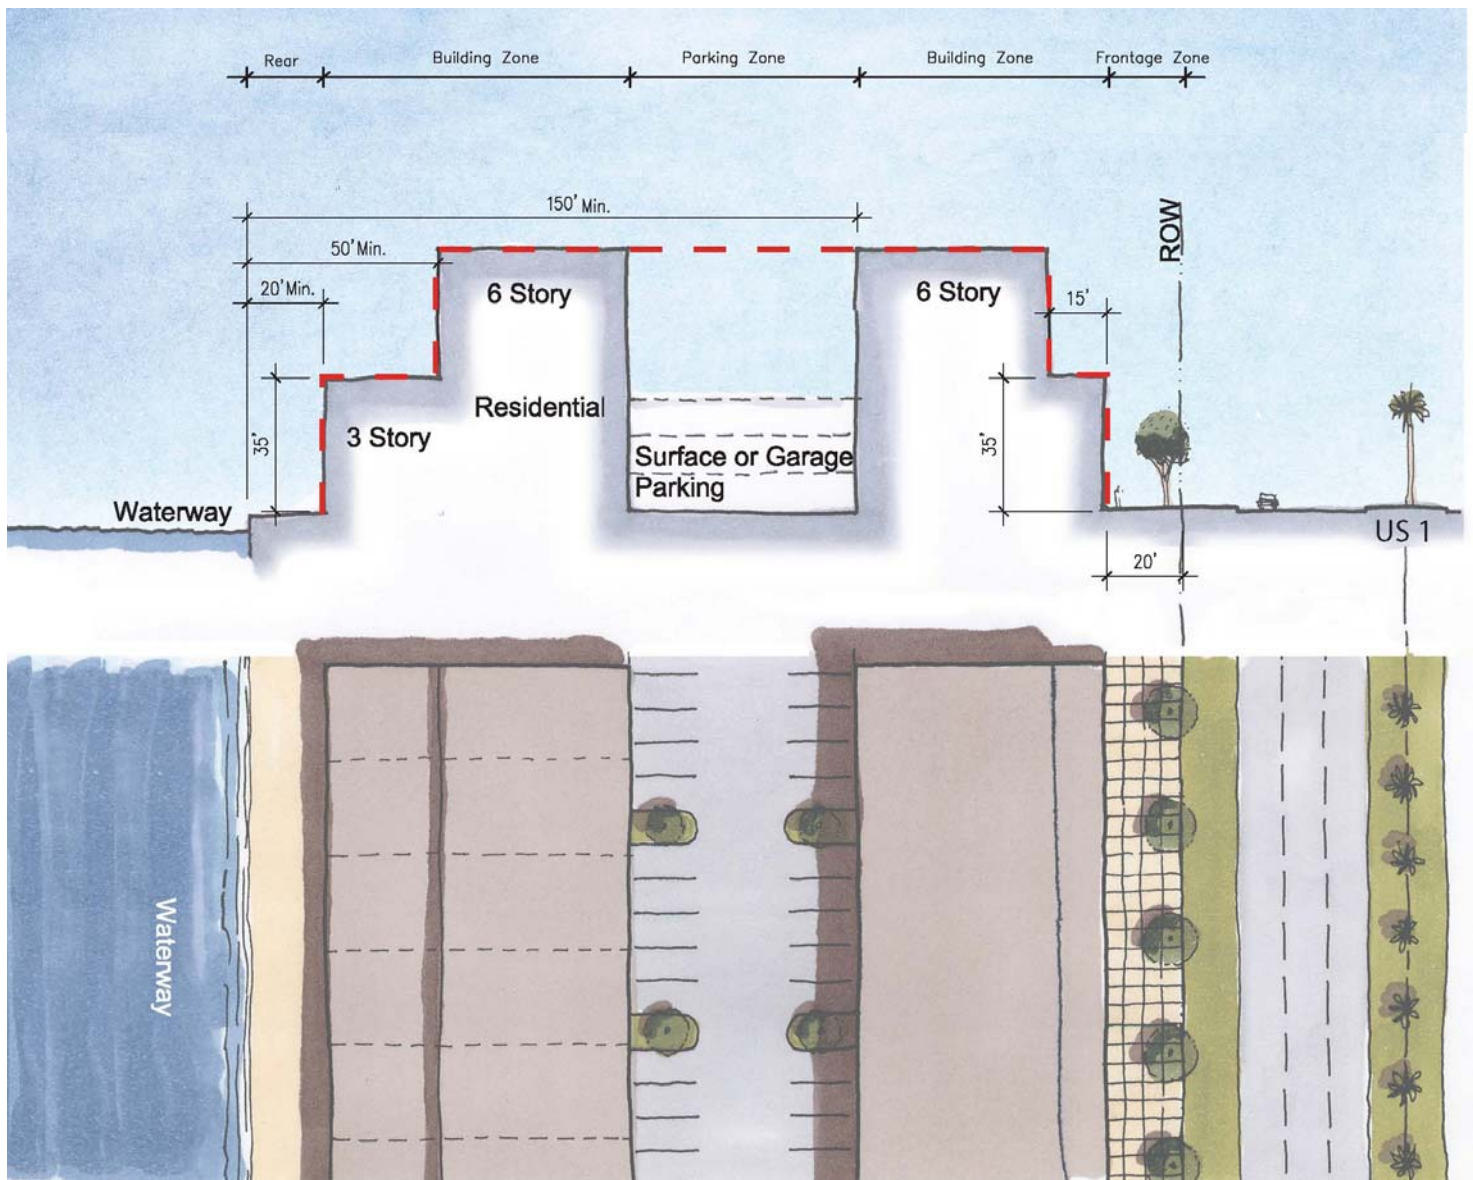 Rear
Building Zone
Parking Zone
Building Zone
Frontage Zone
150' Min.
50' Min.
20' Min.
ROW
6 Story
6 Story
15'
Residential
3 Story
35'
35'
Surface or Garage
Parking
Waterway
US 1
20'
Waterway